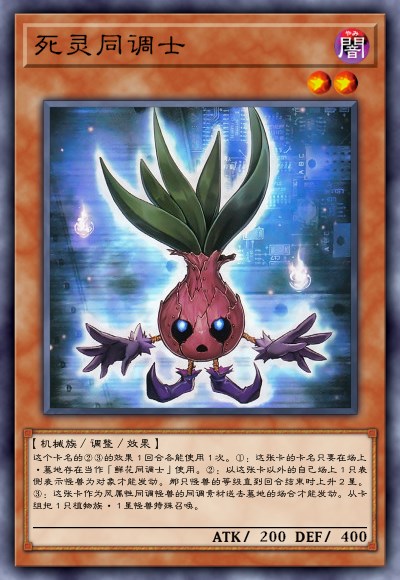 死灵同调士
やみ
闇
【机械族／调整／效果】
这个卡名的②③的效果1回合各能使用1次。①：这张卡的卡名只要在场上
·墓地存在当作「鲜花同调士」使用。②：以这张卡以外的自己场上1只表
侧表示怪兽为对象才能发动。那只怪兽的等级直到回合结束时上升2星。
③：这张卡作为风属性同调怪兽的同调素材送去墓地的场合才能发动。从卡
组把1只植物族·1星怪兽特殊召唤。
ATK/ 200 DEF/ 400